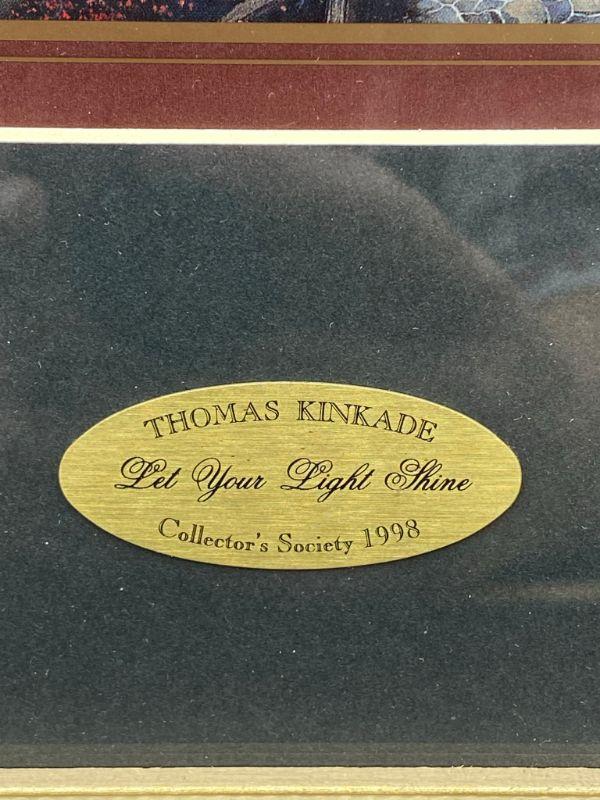 THOMAS KINKADE
Let Your Light Shine
Collector's Society 1998